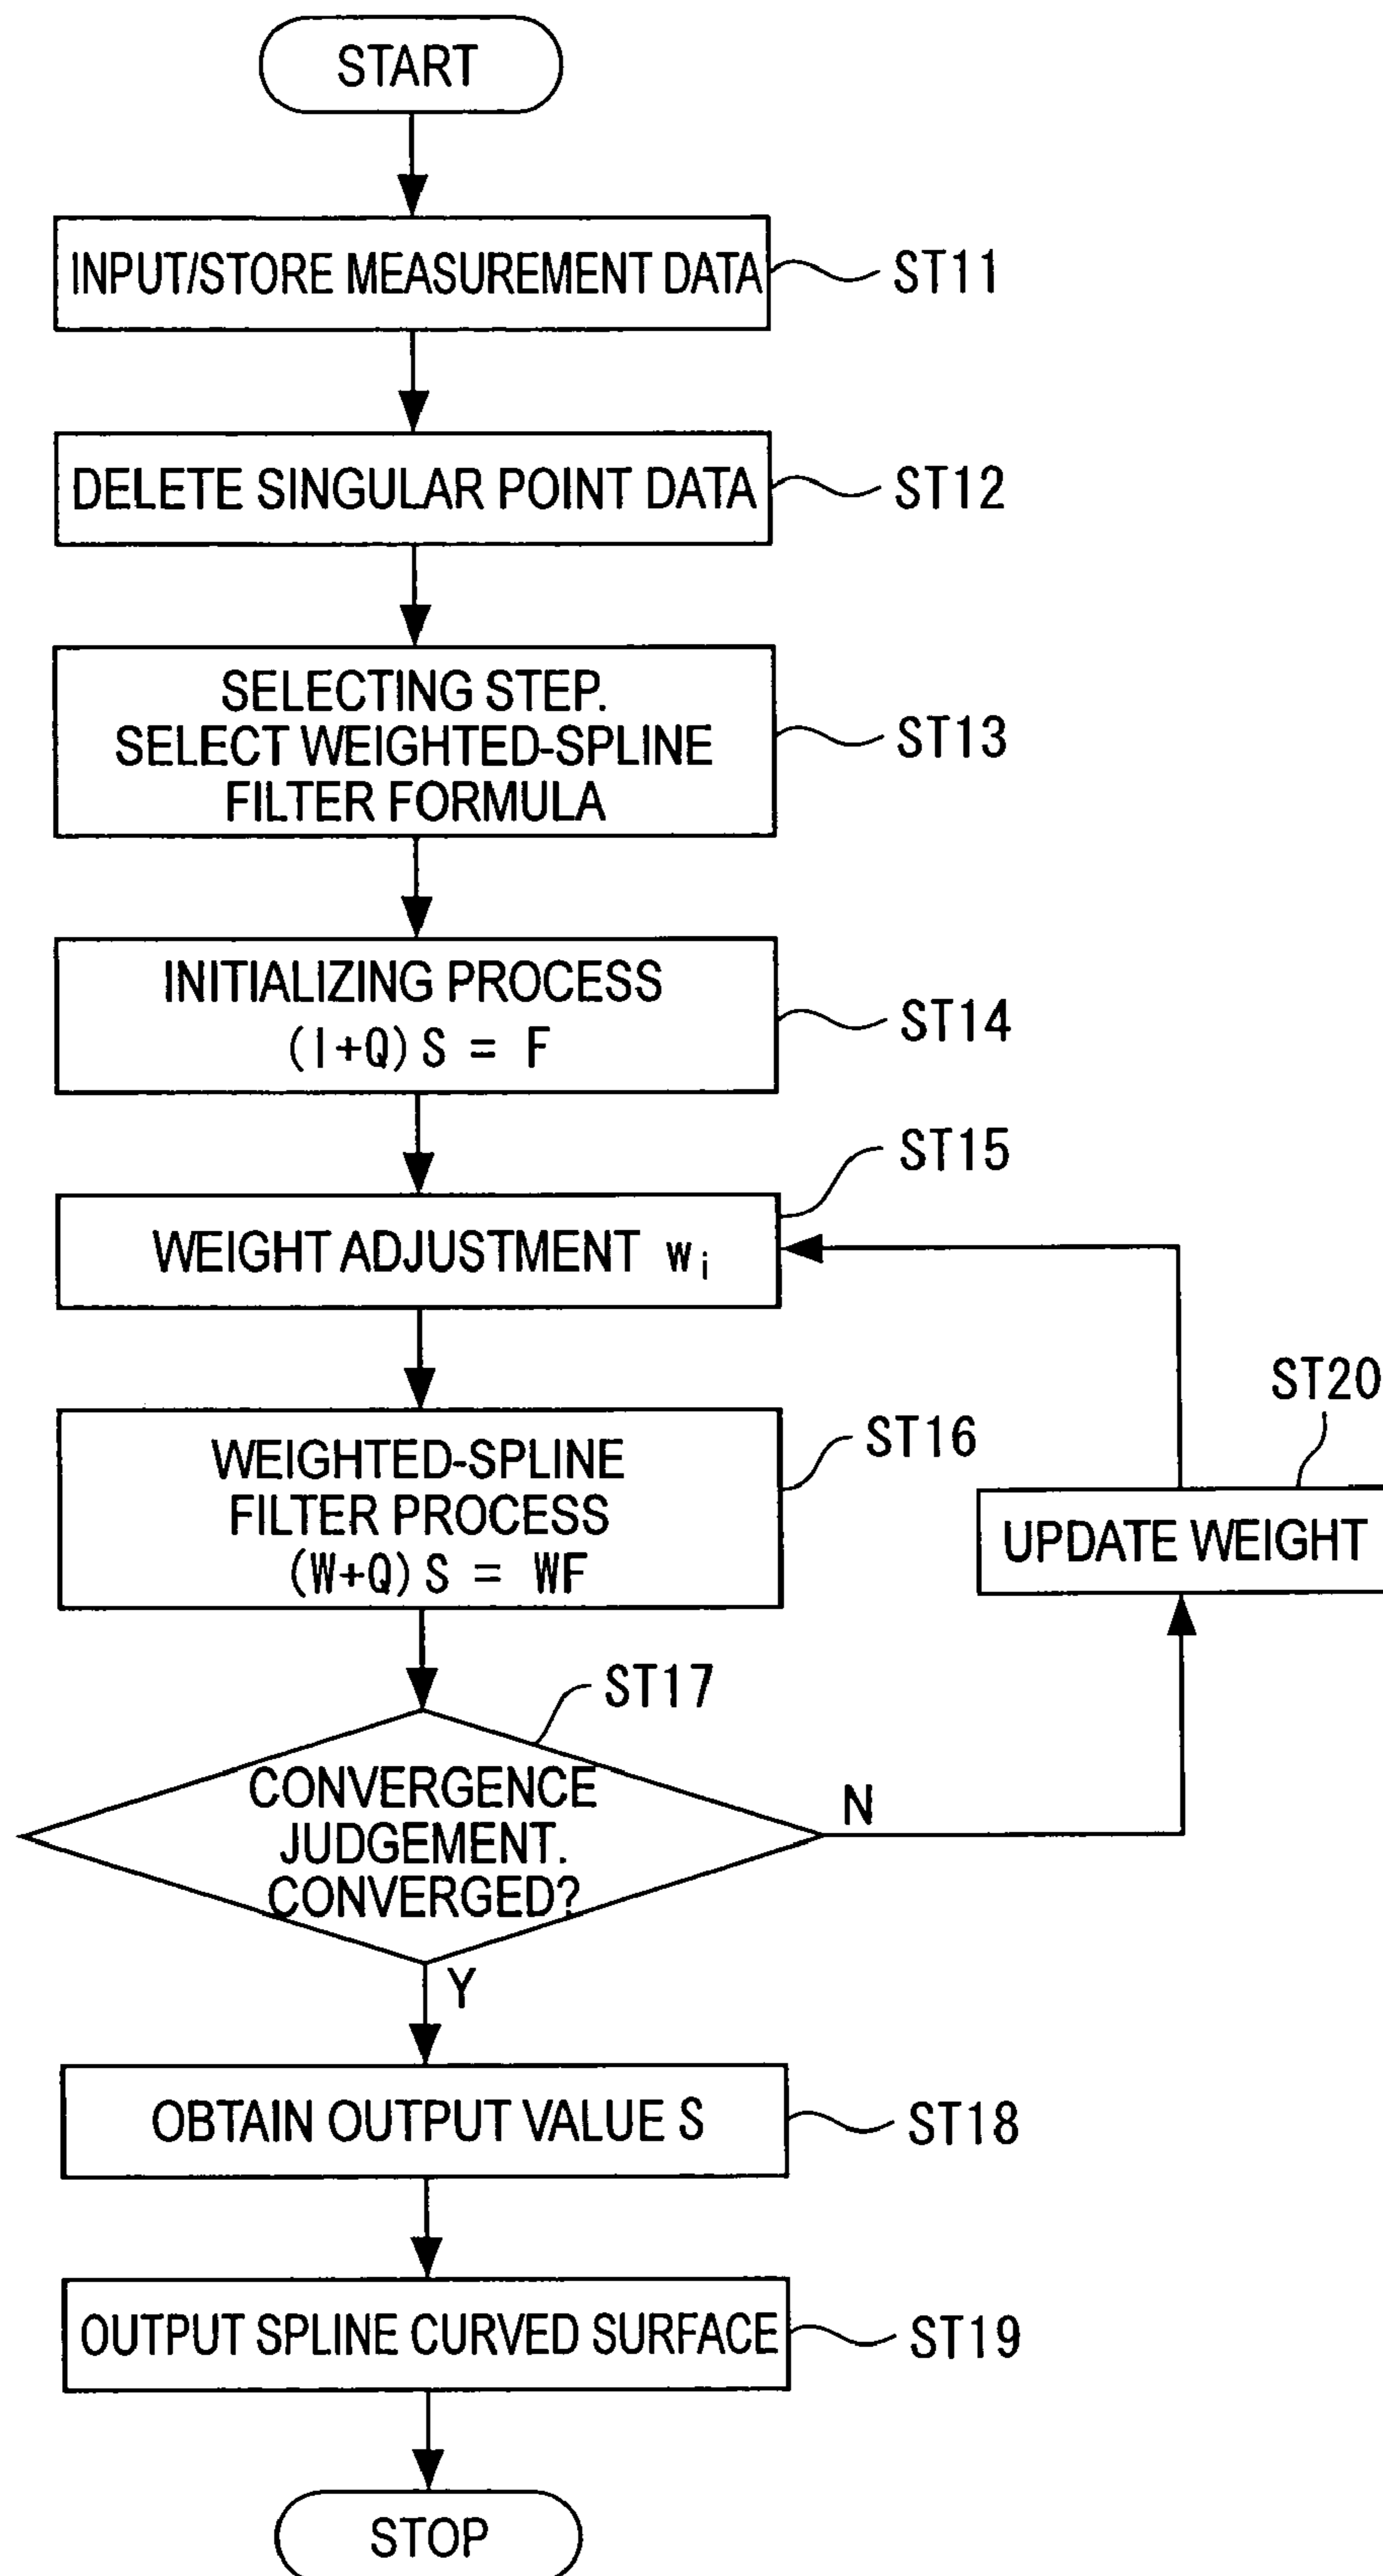 START
INPUT/STORE MEASUREMENT DATA
ST11
DELETE SINGULAR POINT DATA
ST12
SELECTING STEP.
SELECT WEIGHTED-SPLINE
FILTER FORMULA
ST13
INITIALIZING PROCESS
(I+Q) S = F
ST14
ST15
WEIGHT ADJUSTMENT wᵢ
ST20
WEIGHTED-SPLINE
FILTER PROCESS
(W+Q) S = WF
ST16
UPDATE WEIGHT
ST17
CONVERGENCE
JUDGEMENT.
CONVERGED?
N
Y
OBTAIN OUTPUT VALUE S
ST18
OUTPUT SPLINE CURVED SURFACE
ST19
STOP